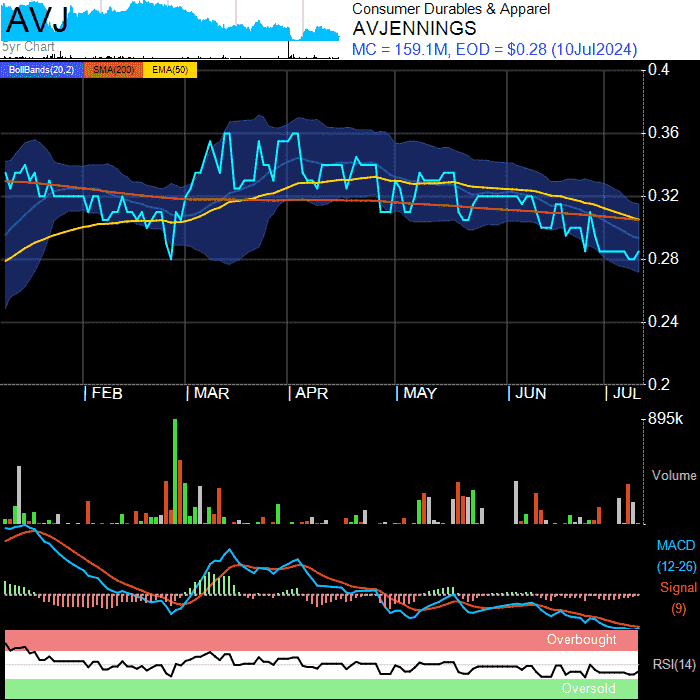 AVJ
5yr Chart
Consumer Durables & Apparel
AVJENNINGS
MC = 159.1M, EOD = $0.28 (10Jul2024)
BollBands(20,2) SMA(200) EMA(50)
0.4
0.36
0.32
0.28
0.24
0.2
FEB MAR APR MAY JUN JUL
895k
Volume
MACD
(12-26)
Signal
(9)
Overbought
RSI(14)
Oversold